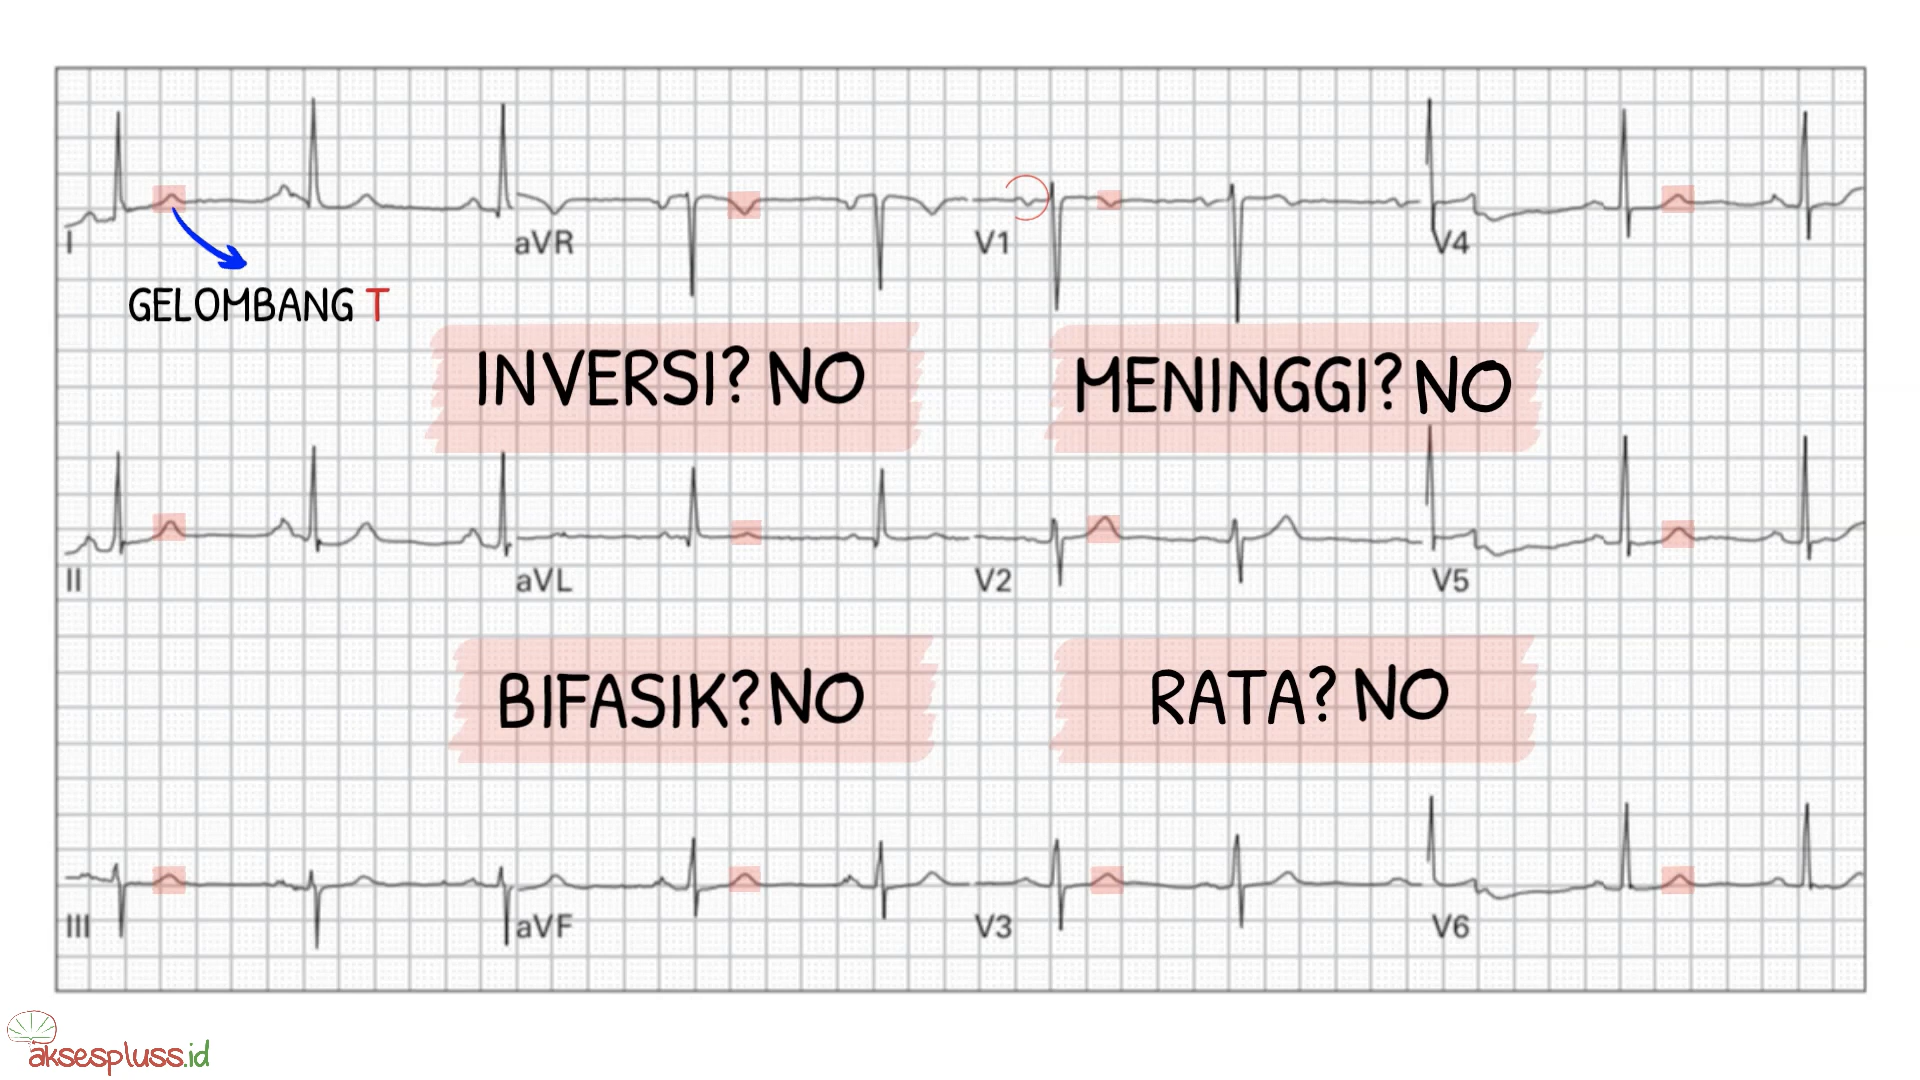 I
aVR
V1
V4
GELOMBANG T
INVERSI? NO
MENINGGI? NO
II
aVL
V2
V5
BIFASIK? NO
RATA? NO
III
aVF
V3
V6
aksespluss.id